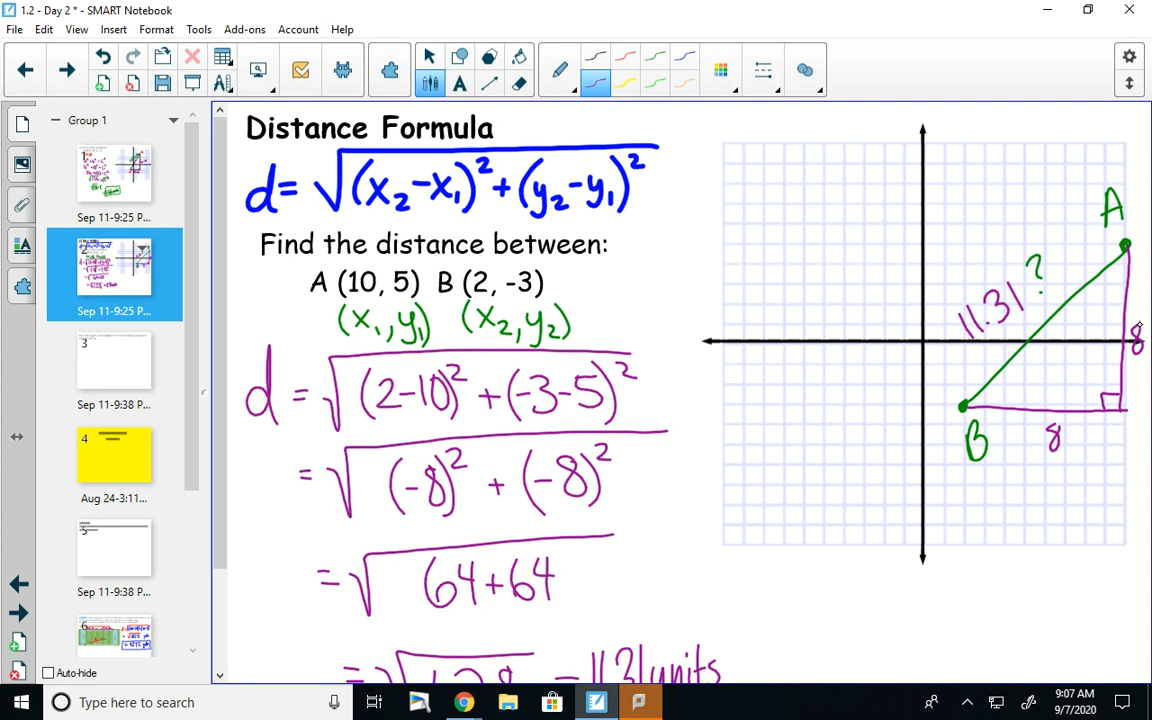 1.2 - Day 2 * - SMART Notebook
File Edit View Insert Format Tools Add-ons Account Help
Group 1
1
Sep 11-9:25 P...
2
Sep 11-9:25 P...
3
Sep 11-9:38 P...
4
Aug 24-3:11...
5
Sep 11-9:38 P...
6
Auto-hide
Distance Formula
d= √(x₂-x₁)²+(y₂-y₁)²
Find the distance between:
A (10, 5) B (2, -3)
(x₁,y₁) (x₂,y₂)
d = √(2-10)²+(-3-5)²
= √(-8)² + (-8)²
= √64+64
= √128 = 11.31 units
A
?
11.31
8
B
8
Type here to search
9:07 AM
9/7/2020